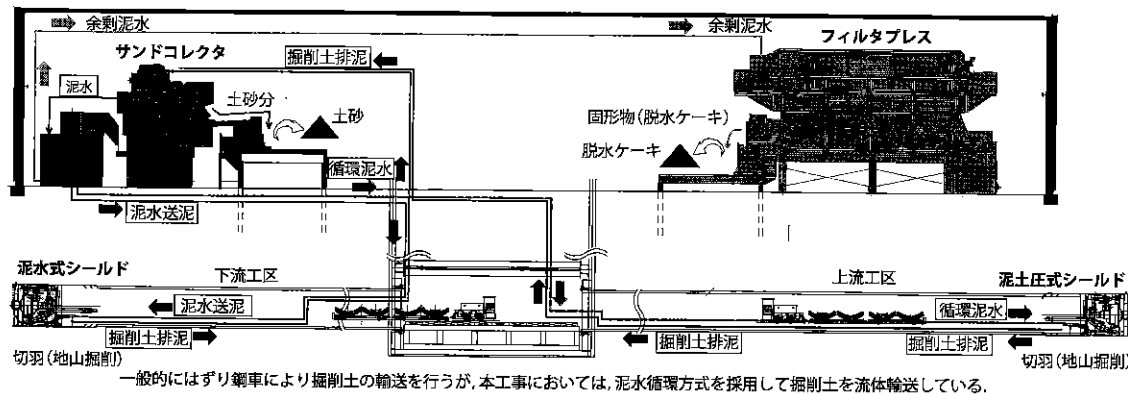 余剰泥水
余剰泥水
サンドコレクタ
フィルタプレス
掘削土排泥
泥水
土砂分
土砂
固形物(脱水ケーキ)
脱水ケーキ
循環泥水
泥水送泥
泥水式シールド
下流工区
上流工区
泥土圧式シールド
泥水送泥
循環泥水
掘削土排泥
掘削土排泥
掘削土排泥
切羽(地山掘削)
切羽(地山掘削)
一般的にはずり鋼車により掘削土の輸送を行うが,本工事においては,泥水循環方式を採用して掘削土を流体輸送している.